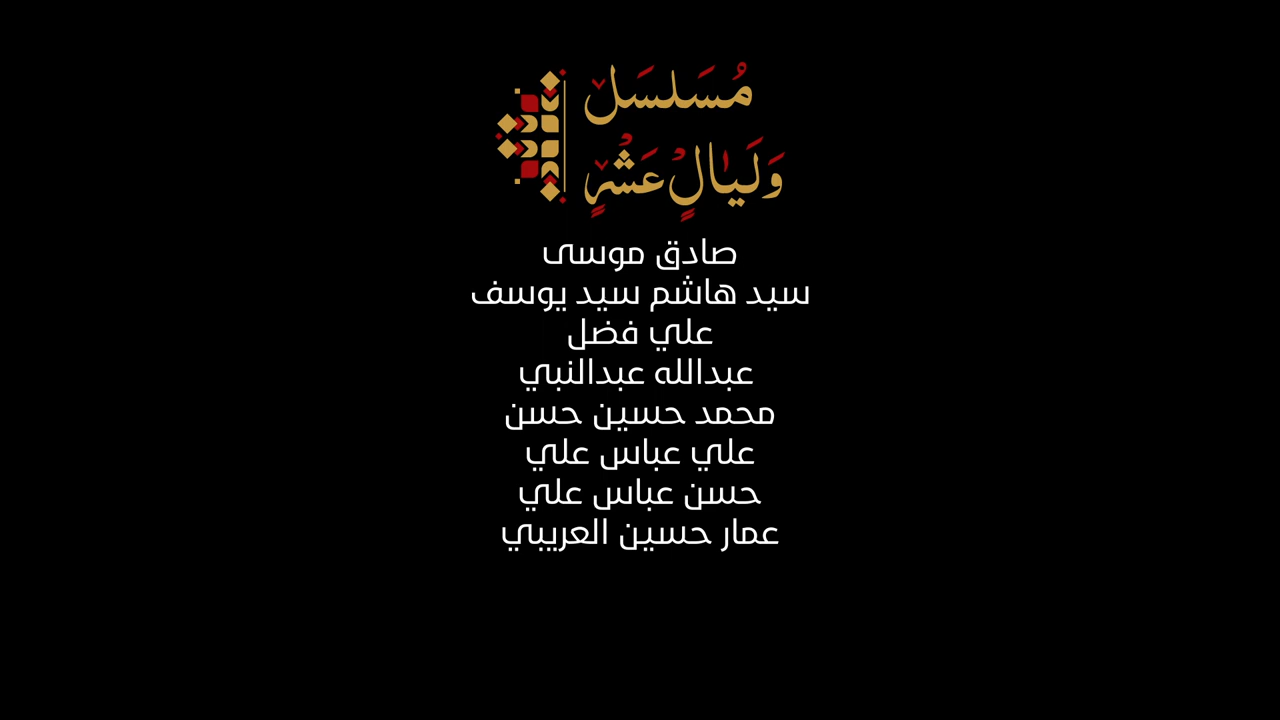 مُسَلسَل
وَلَيَالٍ عَشْرٍ
صادق موسى
سيد هاشم سيد يوسف
علي فضل
عبدالله عبدالنبي
محمد حسين حسن
علي عباس علي
حسن عباس علي
عمار حسين العريبي